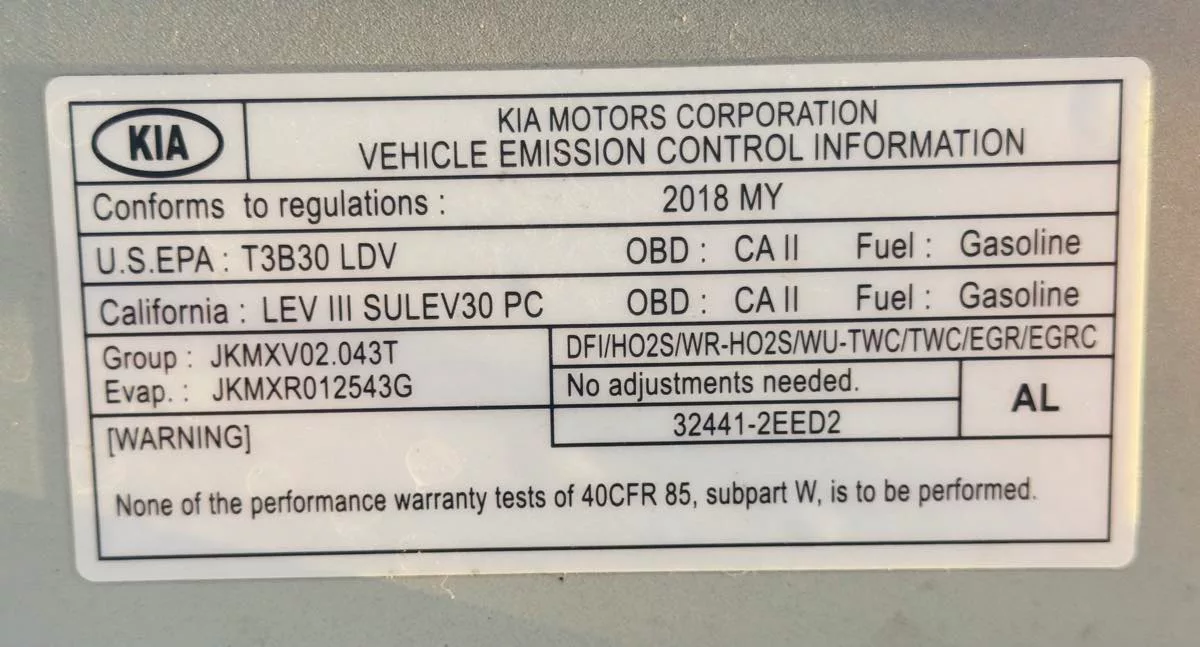 KIA
KIA MOTORS CORPORATION
VEHICLE EMISSION CONTROL INFORMATION
Conforms to regulations : 2018 MY
U.S.EPA : T3B30 LDV OBD : CA II Fuel : Gasoline
California : LEV III SULEV30 PC OBD : CA II Fuel : Gasoline
Group : JKMXV02.043T
Evap. : JKMXR012543G
DFI/HO2S/WR-HO2S/WU-TWC/TWC/EGR/EGRC
No adjustments needed.
32441-2EED2
AL
[WARNING]
None of the performance warranty tests of 40CFR 85, subpart W, is to be performed.